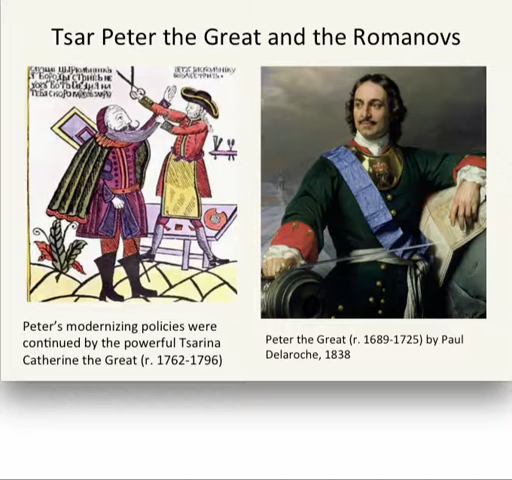 Tsar Peter the Great and the Romanovs
Peter's modernizing policies were
continued by the powerful Tsarina
Catherine the Great (r. 1762-1796)
Peter the Great (r. 1689-1725) by Paul
Delaroche, 1838